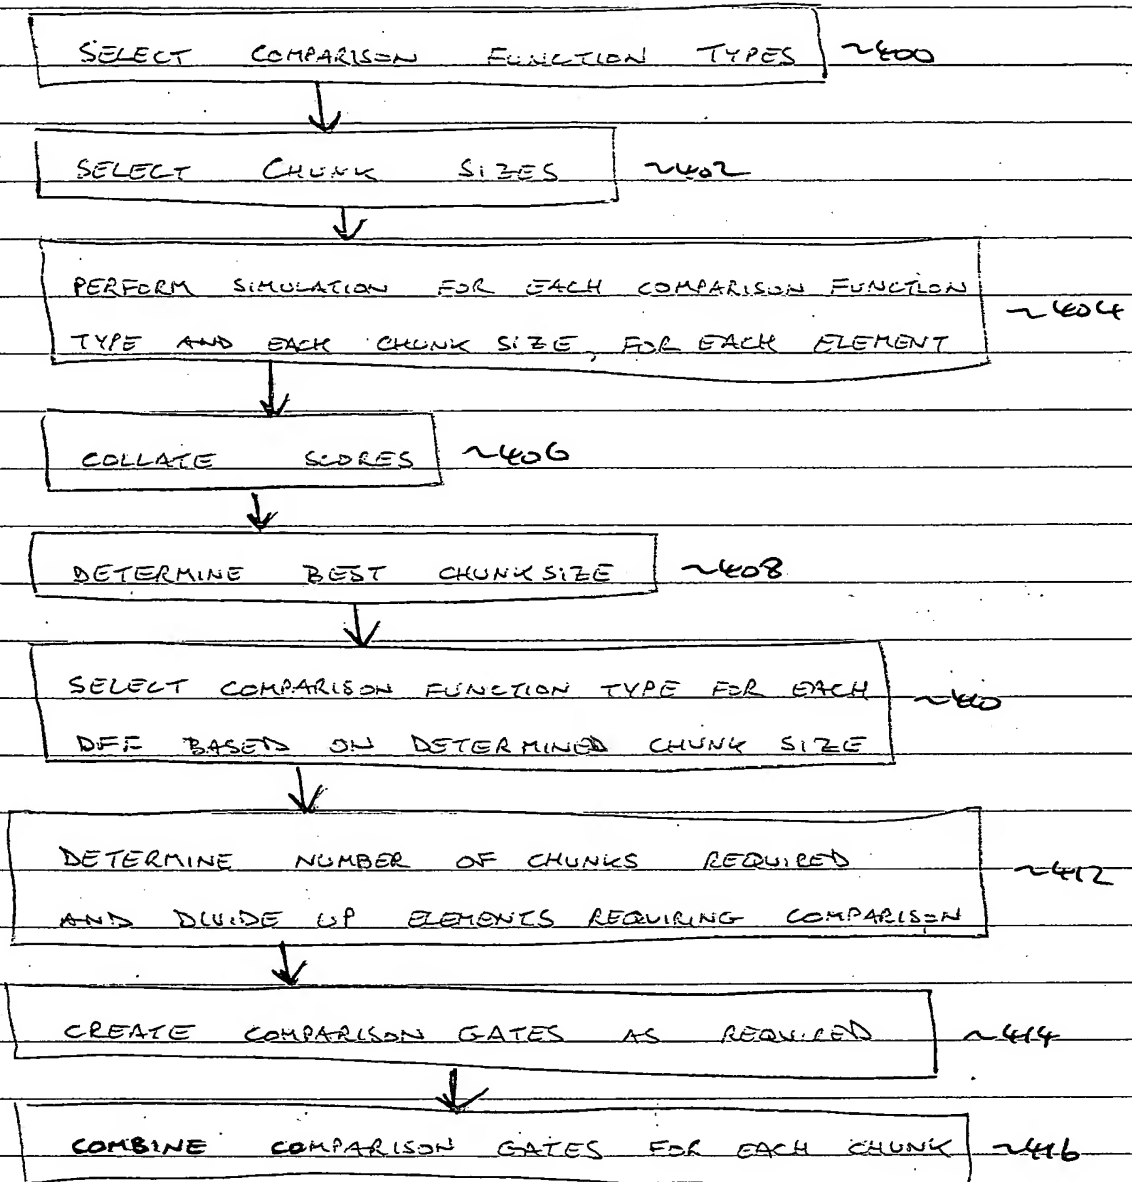 SELECT COMPARISON FUNCTION TYPES ~400
SELECT CHUNK SIZES ~402
PERFORM SIMULATION FOR EACH COMPARISON FUNCTION
TYPE AND EACH CHUNK SIZE, FOR EACH ELEMENT ~404
COLLATE SCORES ~406
DETERMINE BEST CHUNKSIZE ~408
SELECT COMPARISON FUNCTION TYPE FOR EACH ~410
DFF BASED ON DETERMINED CHUNK SIZE
DETERMINE NUMBER OF CHUNKS REQUIRED ~412
AND DIVIDE UP ELEMENTS REQUIRING COMPARISON
CREATE COMPARISON GATES AS REQUIRED ~414
COMBINE COMPARISON GATES FOR EACH CHUNK ~416